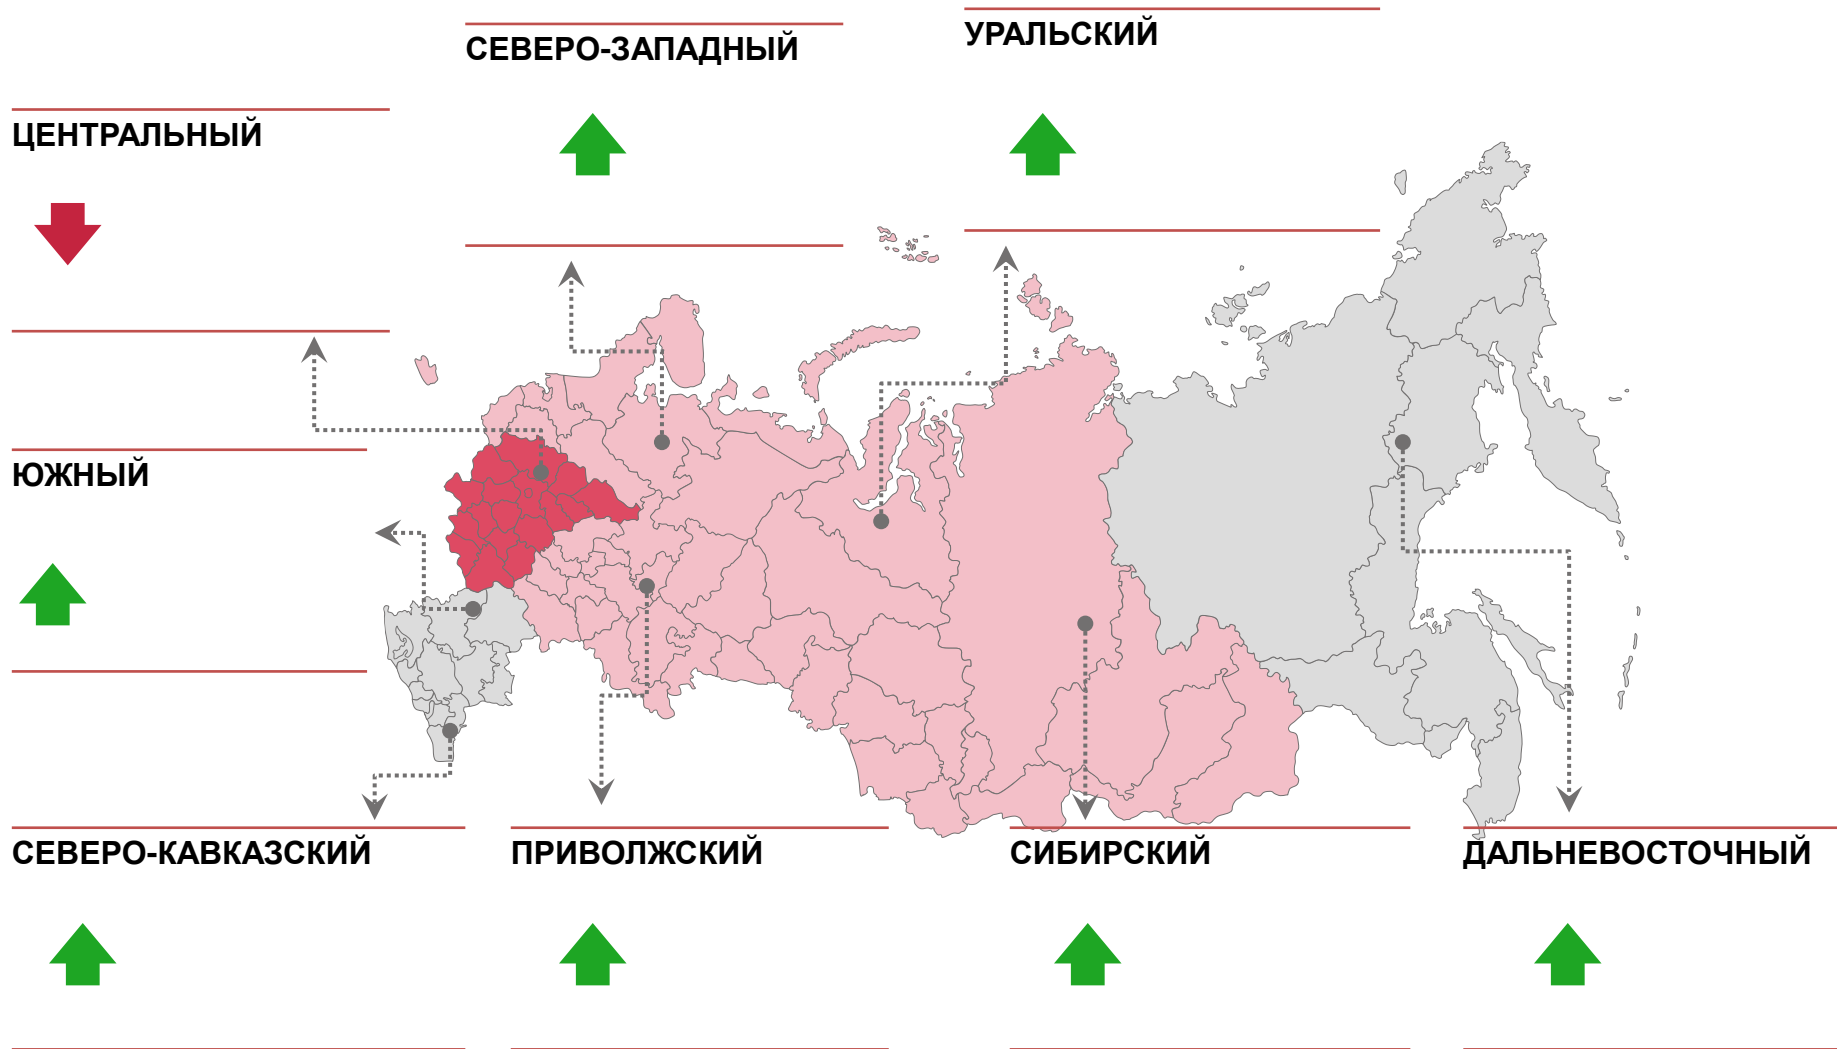 СЕВЕРО-ЗАПАДНЫЙ
УРАЛЬСКИЙ
ЦЕНТРАЛЬНЫЙ
ЮЖНЫЙ
СЕВЕРО-КАВКАЗСКИЙ
ПРИВОЛЖСКИЙ
СИБИРСКИЙ
ДАЛЬНЕВОСТОЧНЫЙ